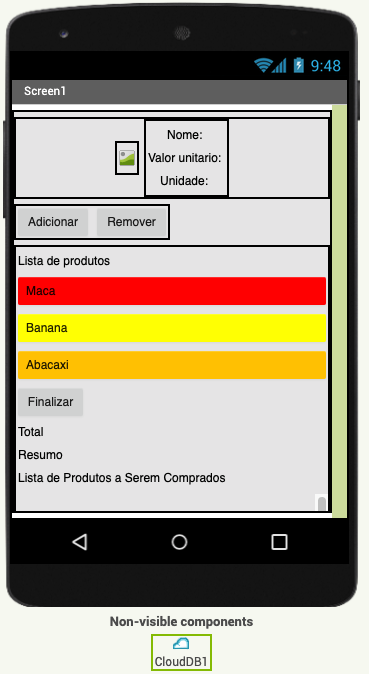 9:48
Screen1
Nome:
Valor unitario:
Unidade:
Adicionar Remover
Lista de produtos
Maca
Banana
Abacaxi
Finalizar
Total
Resumo
Lista de Produtos a Serem Comprados
Non-visible components
CloudDB1